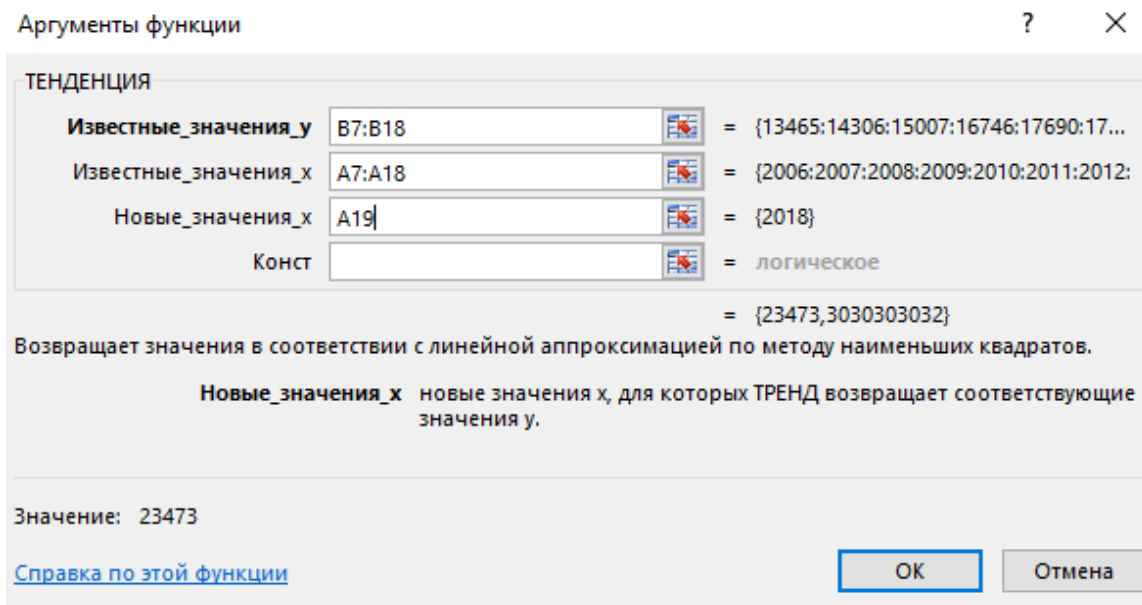 Аргументы функции ? ×
ТЕНДЕНЦИЯ
Известные_значения_y B7:B18 = {13465:14306:15007:16746:17690:17...
Известные_значения_x A7:A18 = {2006:2007:2008:2009:2010:2011:2012:
Новые_значения_x A19 = {2018}
Конст = логическое
= {23473,3030303032}
Возвращает значения в соответствии с линейной аппроксимацией по методу наименьших квадратов.
Новые_значения_x новые значения x, для которых ТРЕНД возвращает соответствующие
значения y.
Значение: 23473
Справка по этой функции ОК Отмена